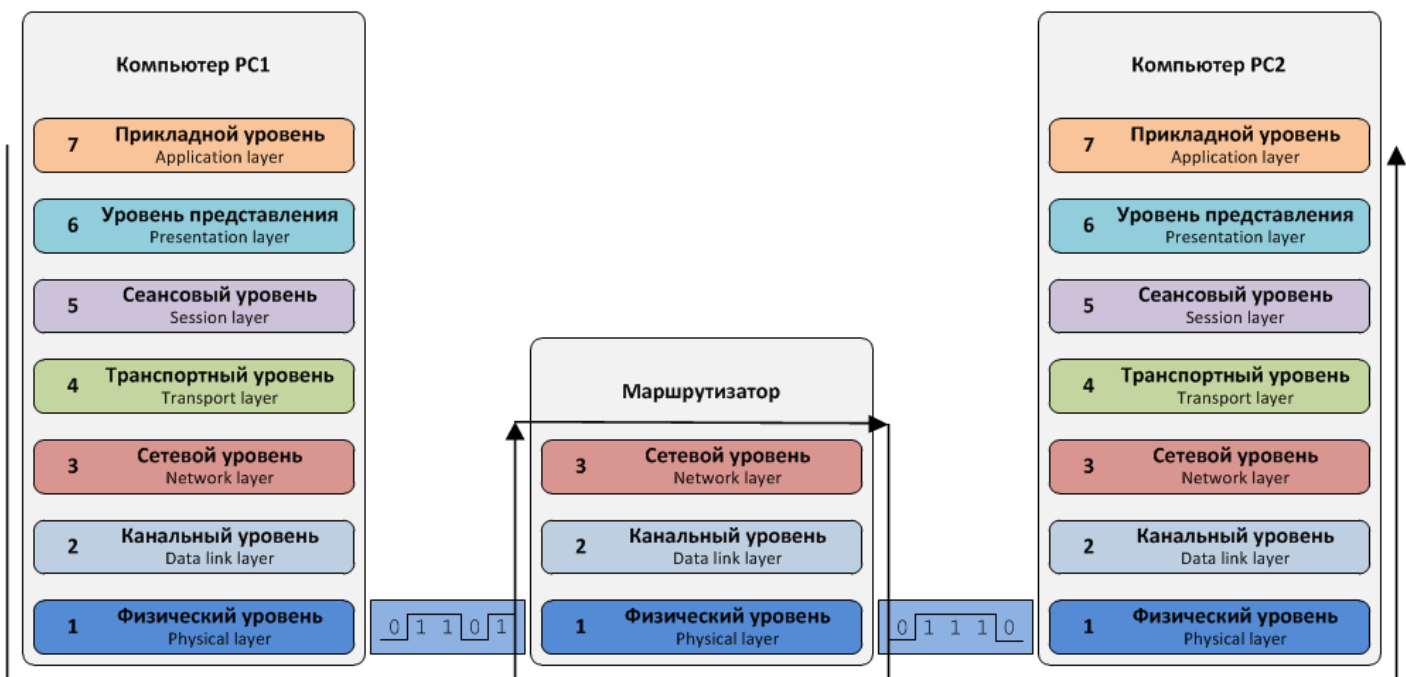 Компьютер PC1
7 Прикладной уровень
Application layer
6 Уровень представления
Presentation layer
5 Сеансовый уровень
Session layer
4 Транспортный уровень
Transport layer
3 Сетевой уровень
Network layer
2 Канальный уровень
Data link layer
1 Физический уровень
Physical layer
0 1 1 0 1
Маршрутизатор
3 Сетевой уровень
Network layer
2 Канальный уровень
Data link layer
1 Физический уровень
Physical layer
0 1 1 1 0
Компьютер PC2
7 Прикладной уровень
Application layer
6 Уровень представления
Presentation layer
5 Сеансовый уровень
Session layer
4 Транспортный уровень
Transport layer
3 Сетевой уровень
Network layer
2 Канальный уровень
Data link layer
1 Физический уровень
Physical layer